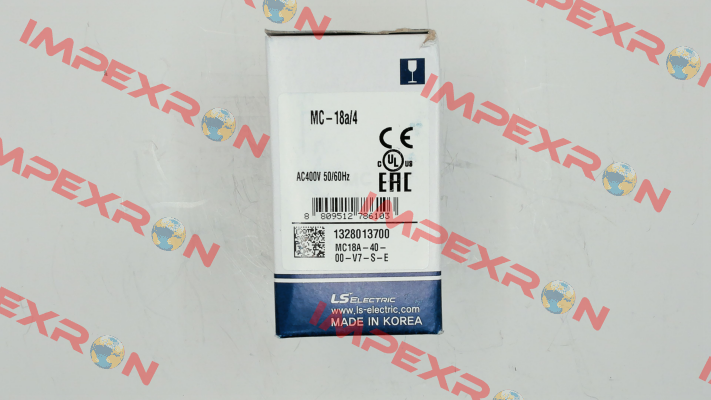 IMPEXRON
MC-18a/4
CE
C UL US
EAC
AC400V 50/60Hz
8 809512 786103
1328013700
MC18A-40-
00-V7-S-E
LS ELECTRIC
www.ls-electric.com
MADE IN KOREA